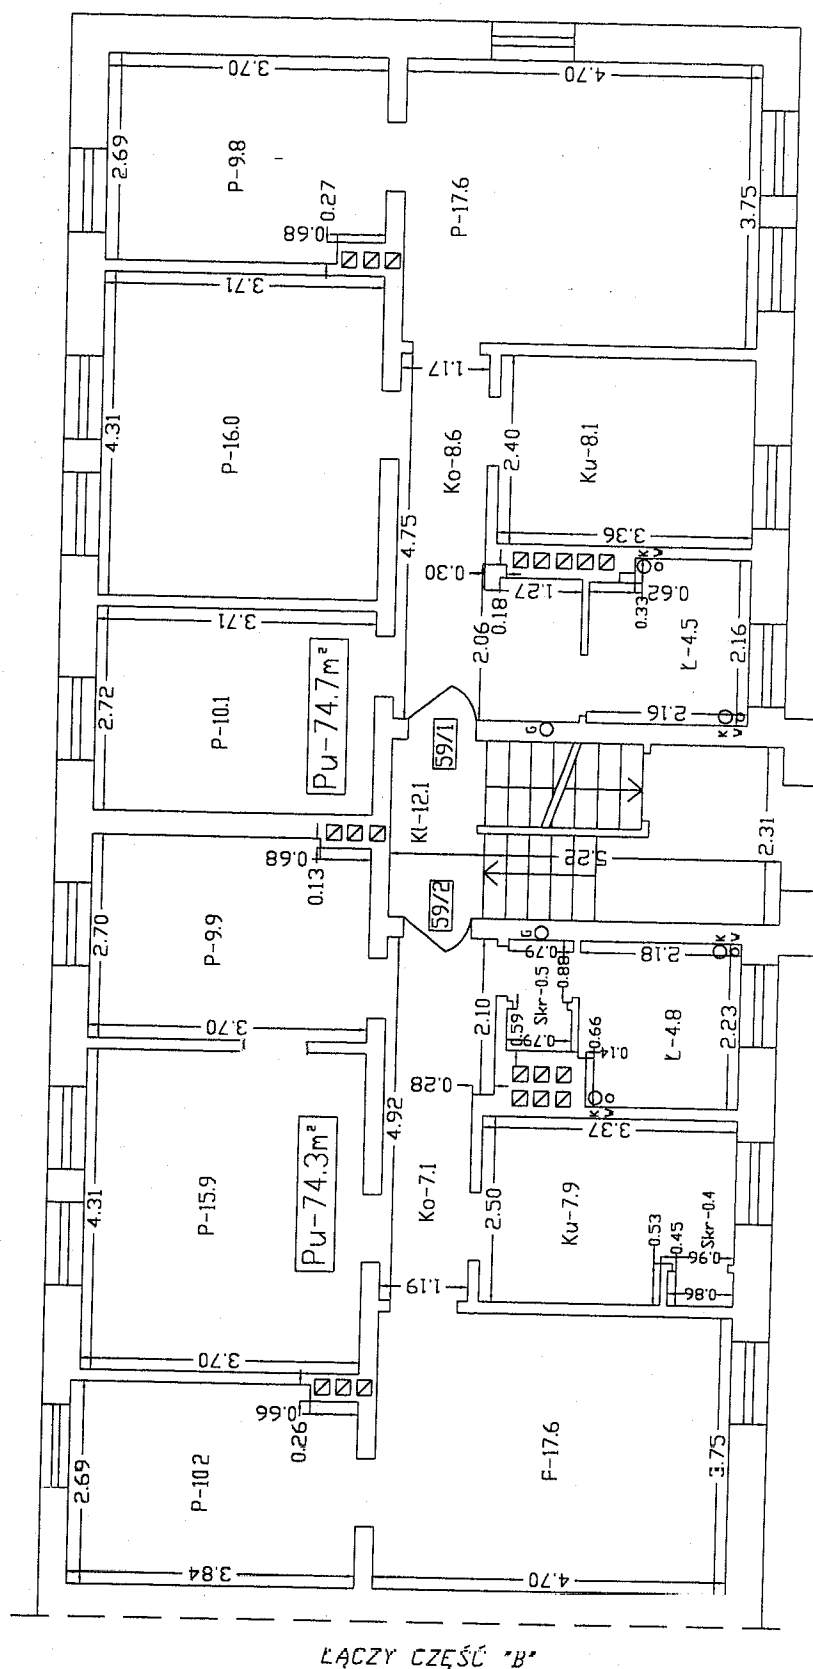 3.70
4.70
2.69
P-9.8
0.27
0.68
P-17.6
3.75
3.71
1.17
4.31
P-16.0
Ko-8.6
2.40
Ku-8.1
4.75
3.36
0.30
K
W
0.18
1.27
0.62
0.33
3.71
2.06
Ł-4.5
2.16
2.72
P-10.1
Pu-74.7m²
2.16
K
W
G
59/1
Kl-12.1
0.68
0.13
5.22
2.31
59/2
2.70
P-9.9
G
0.79
2.18
K
W
0.88
Skr-0.5
3.70
2.10
0.59
0.79
0.66
0.14
Ł-4.8
2.23
0.28
4.92
K
W
3.37
4.31
P-15.9
Pu-74.3m²
Ko-7.1
2.50
Ku-7.9
Skr-0.4
0.53
0.45
0.96
0.86
1.19
3.70
0.66
0.26
2.69
P-10.2
F-17.6
3.75
3.84
4.70
ŁĄCZY CZĘŚĆ "B"